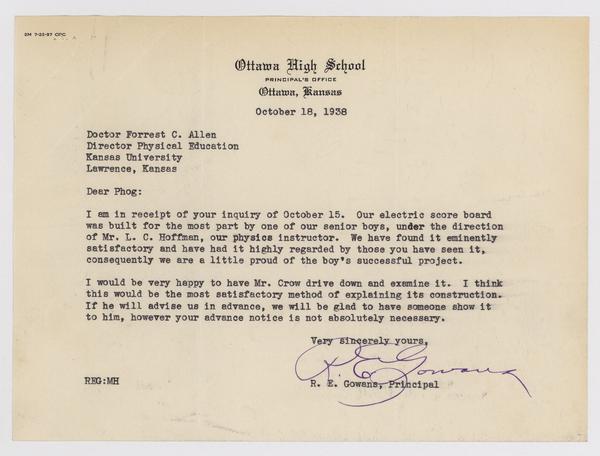 2M 7-25-37 CPC
Ottawa High School
PRINCIPAL'S OFFICE
Ottawa, Kansas
October 18, 1938
Doctor Forrest C. Allen
Director Physical Education
Kansas University
Lawrence, Kansas
Dear Phog:
I am in receipt of your inquiry of October 15. Our electric score board
was built for the most part by one of our senior boys, under the direction
of Mr. L. C. Hoffman, our physics instructor. We have found it eminently
satisfactory and have had it highly regarded by those you have seen it,
consequently we are a little proud of the boy's successful project.
I would be very happy to have Mr. Crow drive down and examine it. I think
this would be the most satisfactory method of explaining its construction.
If he will advise us in advance, we will be glad to have someone show it
to him, however your advance notice is not absolutely necessary.
Very sincerely yours,
R. E. Gowans
R. E. Gowans, Principal
REG:MH